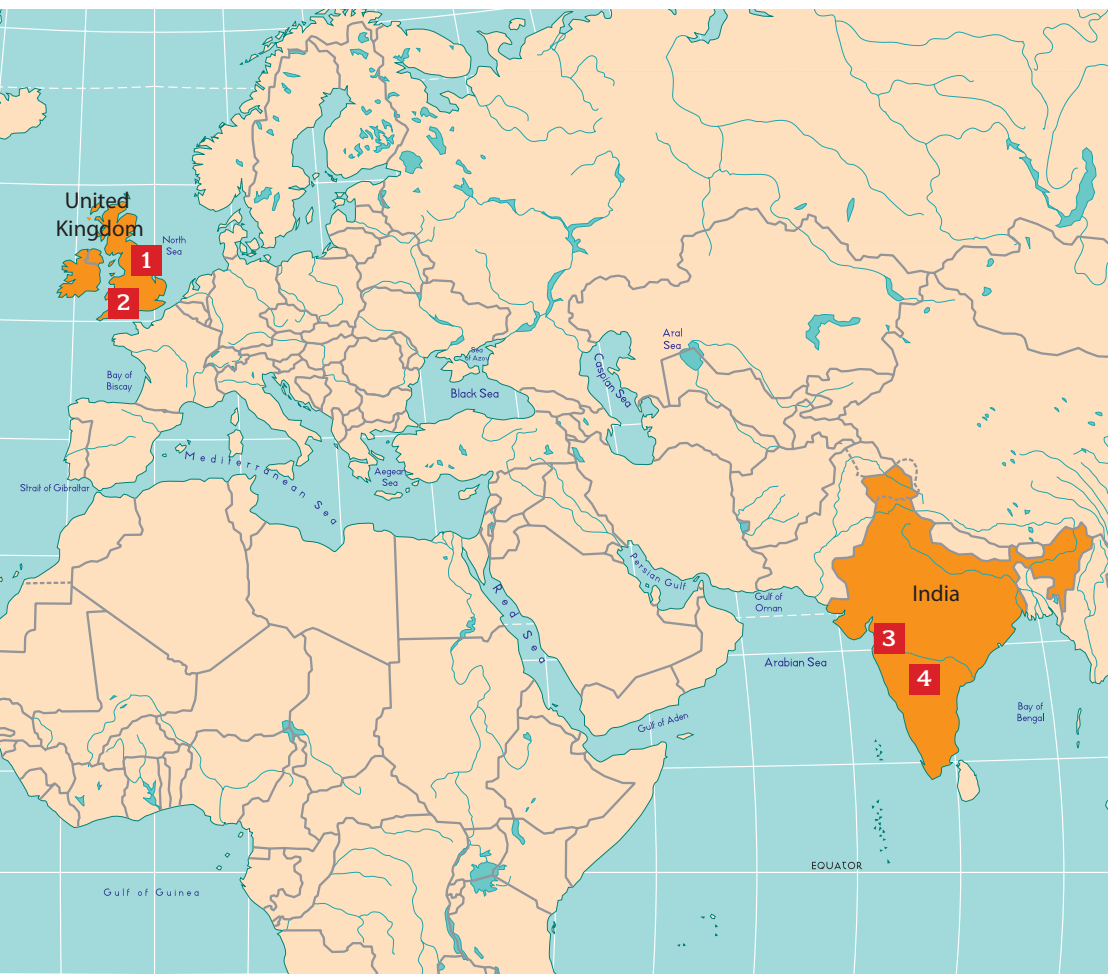 United
Kingdom
North
Sea
1
2
Aral
Sea
Sea
of Azov
Caspian Sea
Bay of
Biscay
Black Sea
Mediterranean Sea
Aegean
Sea
Strait of Gibraltar
Persian Gulf
Gulf of
Oman
India
Red Sea
3
Arabian Sea
4
Bay of
Bengal
Gulf of Aden
EQUATOR
Gulf of Guinea